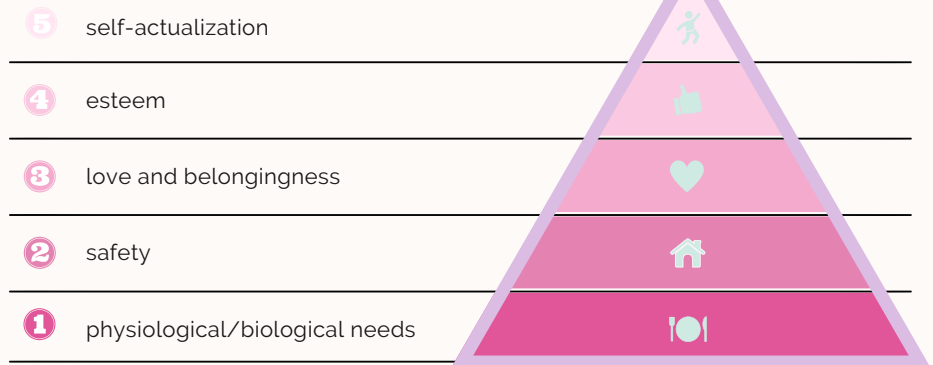 5 self-actualization
4 esteem
3 love and belongingness
2 safety
1 physiological/biological needs